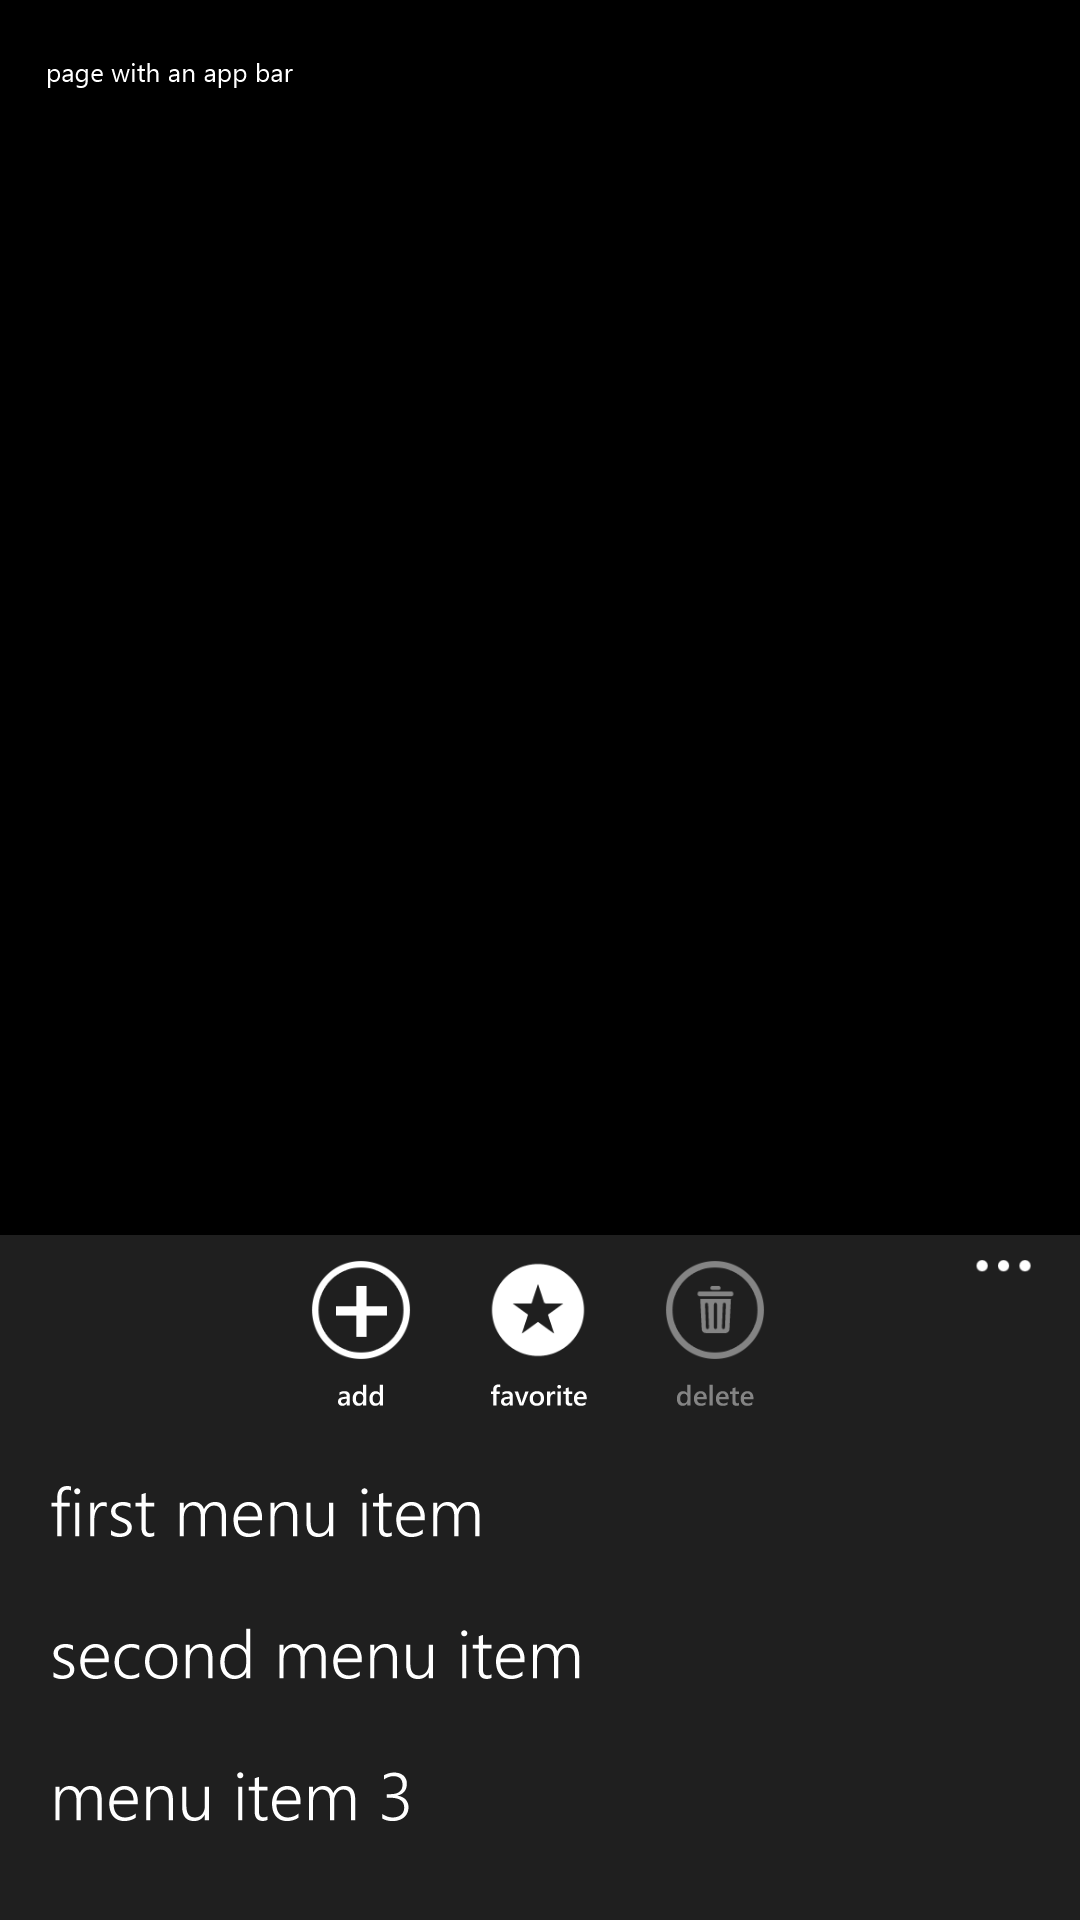 page with an app bar
add favorite delete
first menu item
second menu item
menu item 3